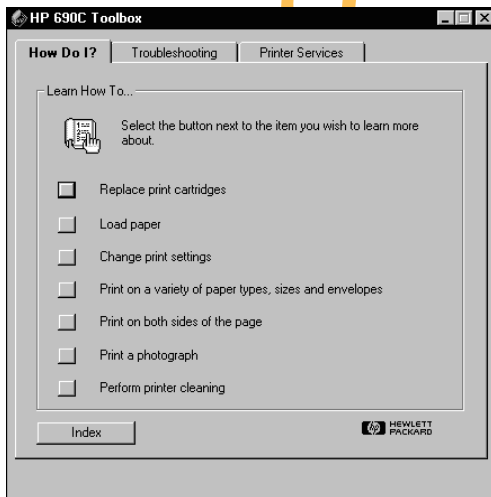 HP 690C Toolbox
How Do I?
Troubleshooting
Printer Services
Learn How To...
Select the button next to the item you wish to learn more
about.
Replace print cartridges
Load paper
Change print settings
Print on a variety of paper types, sizes and envelopes
Print on both sides of the page
Print a photograph
Perform printer cleaning
Index
hp HEWLETT
PACKARD